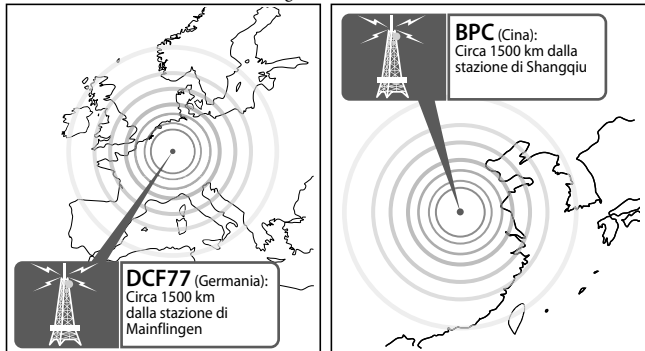 DCF77 (Germania):
Circa 1500 km
dalla stazione di
Mainflingen
BPC (Cina):
Circa 1500 km dalla
stazione di Shangqiu